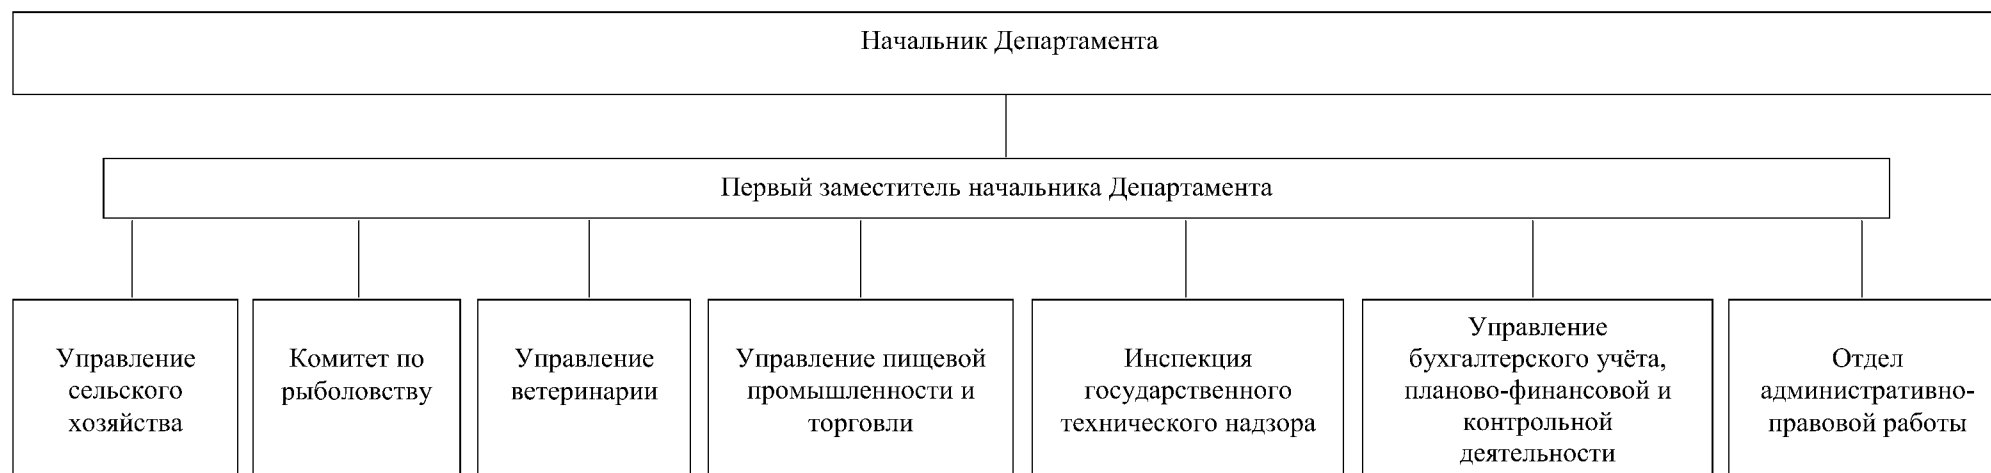 Начальник Департамента
Первый заместитель начальника Департамента
Управление
сельского
хозяйства
Комитет по
рыболовству
Управление
ветеринарии
Управление пищевой
промышленности и
торговли
Инспекция
государственного
технического надзора
Управление
бухгалтерского учёта,
планово-финансовой и
контрольной
деятельности
Отдел
административно-
правовой работы